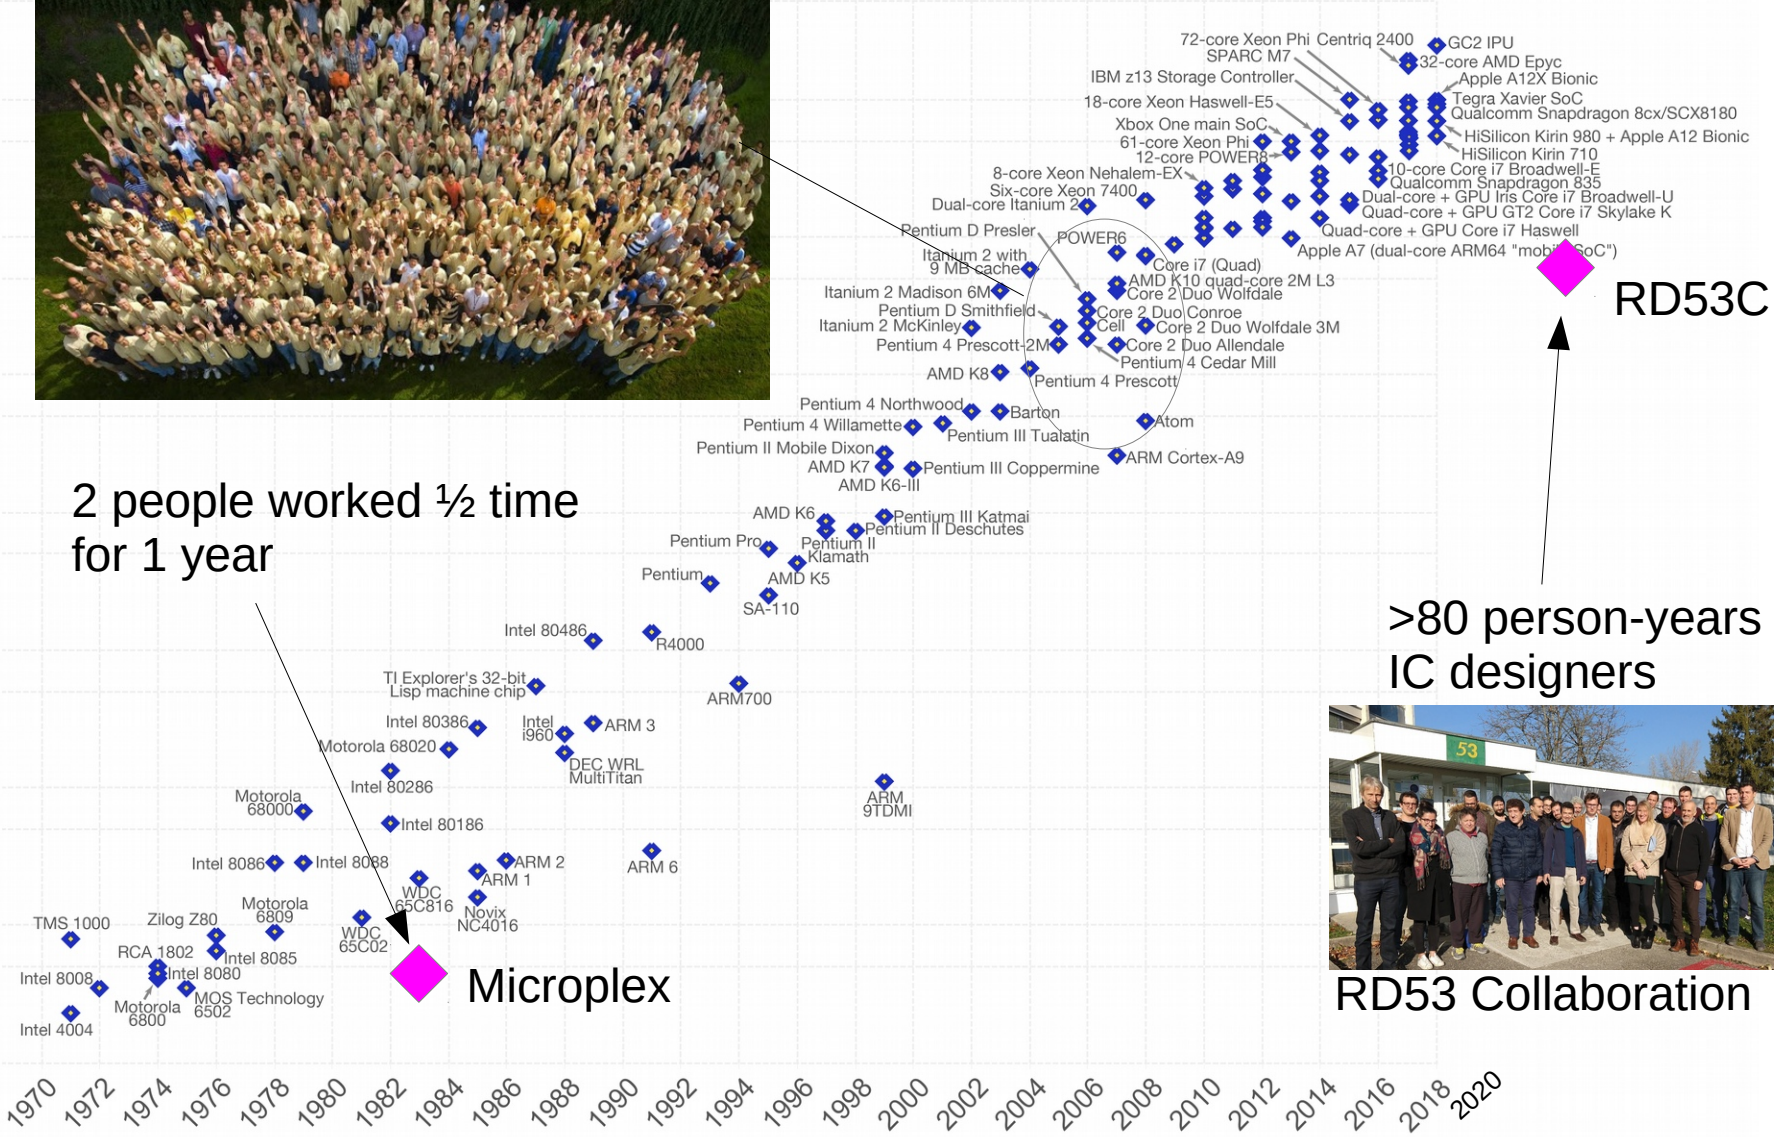 72-core Xeon Phi
Centriq 2400
GC2 IPU
SPARC M7
32-core AMD Epyc
IBM z13 Storage Controller
Apple A12X Bionic
18-core Xeon Haswell-E5
Tegra Xavier SoC
Qualcomm Snapdragon 8cx/SCX8180
Xbox One main SoC
61-core Xeon Phi
HiSilicon Kirin 980 + Apple A12 Bionic
12-core POWER8
HiSilicon Kirin 710
8-core Xeon Nehalem-EX
10-core Core i7 Broadwell-E
Six-core Xeon 7400
Qualcomm Snapdragon 835
Dual-core Itanium 2
Dual-core + GPU Iris Core i7 Broadwell-U
Quad-core + GPU GT2 Core i7 Skylake K
Pentium D Presler
POWER6
Quad-core + GPU Core i7 Haswell
Itanium 2 with
9 MB cache
Apple A7 (dual-core ARM64 "mobile SoC")
Core i7 (Quad)
AMD K10 quad-core 2M L3
Itanium 2 Madison 6M
Core 2 Duo Wolfdale
RD53C
Pentium D Smithfield
Core 2 Duo Conroe
Itanium 2 McKinley
Cell
Core 2 Duo Wolfdale 3M
Pentium 4 Prescott-2M
Core 2 Duo Allendale
Pentium 4 Cedar Mill
AMD K8
Pentium 4 Prescott
Pentium 4 Northwood
Barton
Pentium 4 Willamette
Pentium III Tualatin
Atom
Pentium II Mobile Dixon
AMD K7
Pentium III Coppermine
ARM Cortex-A9
AMD K6-III
2 people worked ½ time
for 1 year
AMD K6
Pentium III Katmai
Pentium II Deschutes
Pentium Pro
Pentium II
Klamath
Pentium
AMD K5
SA-110
>80 person-years
IC designers
Intel 80486
R4000
TI Explorer's 32-bit
Lisp machine chip
ARM700
Intel 80386
Intel
i960
ARM 3
Motorola 68020
DEC WRL
MultiTitan
53
Intel 80286
Motorola
68000
ARM
9TDMI
Intel 80186
Intel 8086
Intel 8088
ARM 2
ARM 6
ARM 1
WDC
65C816
Motorola
6809
Novix
NC4016
TMS 1000
Zilog Z80
WDC
65C02
RCA 1802
Intel 8085
Intel 8080
Intel 8008
Microplex
RD53 Collaboration
MOS Technology
6502
Motorola
6800
Intel 4004
1970 1972 1974 1976 1978 1980 1982 1984 1986 1988 1990 1992 1994 1996 1998 2000 2002 2004 2006 2008 2010 2012 2014 2016 2018 2020